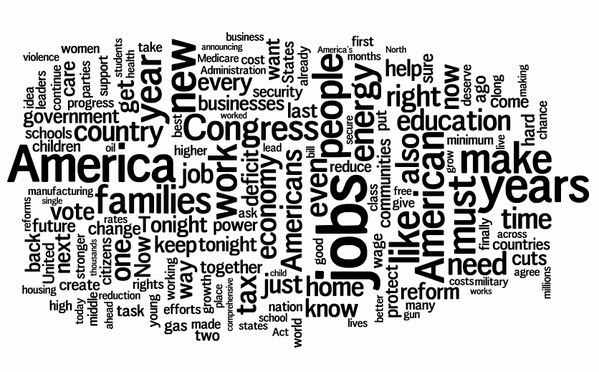 business
announcing
America's
first
North
women
students
take
new
Medicare
cost
want
States
already
people
months
violence
support
health
Administration
energy
help
sure
now
deserve
ago
long
making
idea
leaders
continue
care
parties
get
year
every
security
right
come
progress
best
businesses
last
secure
put
hard
chance
government
worked
Congress
education
schools
country
deficit
lead
bill
also
minimum
live
children
oil
higher
work
economy
Americans
even
reduce
communities
American
grow
make
America
job
jobs
class
free
must
years
manufacturing
families
give
single
vote
rates
Tonight
ask
like
time
reforms
future
change
power
good
wage
finally
across
back
United
next
stronger
thousands
citizens
one
Now
keep
tonight
countries
need
cuts
create
rights
working
way
together
child
protect
costs
military
agree
millions
housing
reduction
growth
place
comprehensive
tax
just
home
reform
works
high
today
middle
ahead
task
young
efforts
nation
know
better
many
gun
gas
made
two
states
school
Act
world
lives